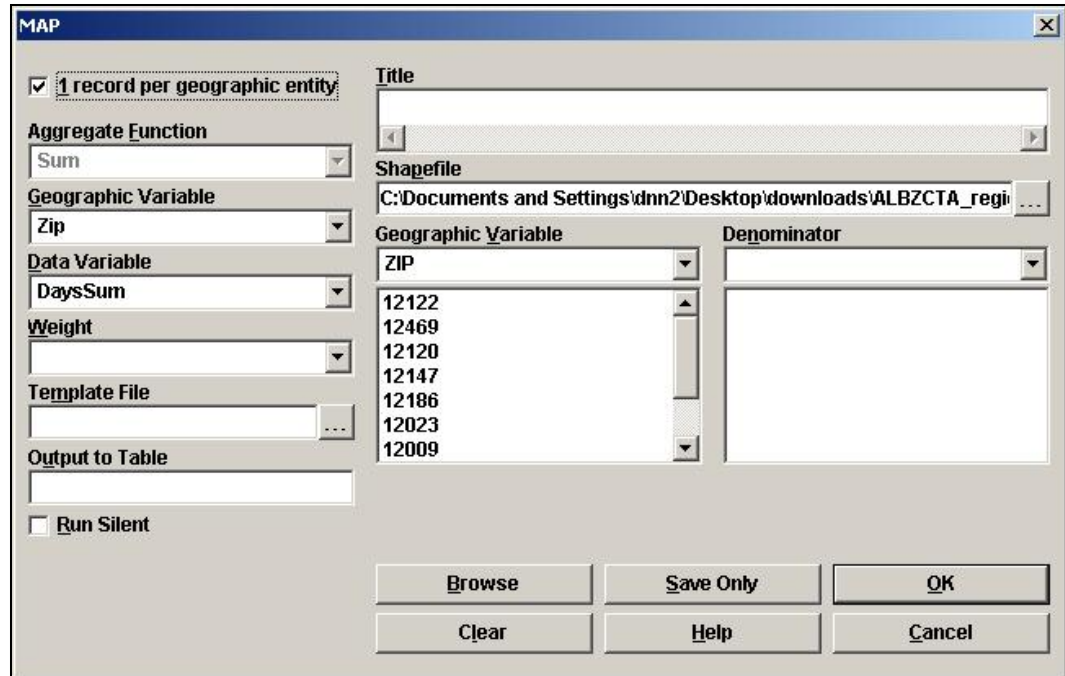 MAP
1 record per geographic entity
Aggregate Function
Sum
Geographic Variable
Zip
Data Variable
DaysSum
Weight
Template File
...
Output to Table
Run Silent
Title
Shapefile
C:\Documents and Settings\dnn2\Desktop\downloads\ALBZCTA_regi
...
Geographic Variable
ZIP
12122
12469
12120
12147
12186
12023
12009
Denominator
Browse
Save Only
OK
Clear
Help
Cancel